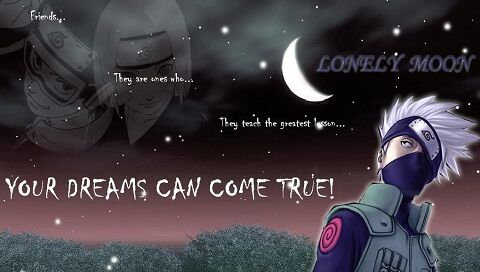 Friends...
They are ones who...
LONELY MOON
They teach the greatest lesson...
YOUR DREAMS CAN COME TRUE!